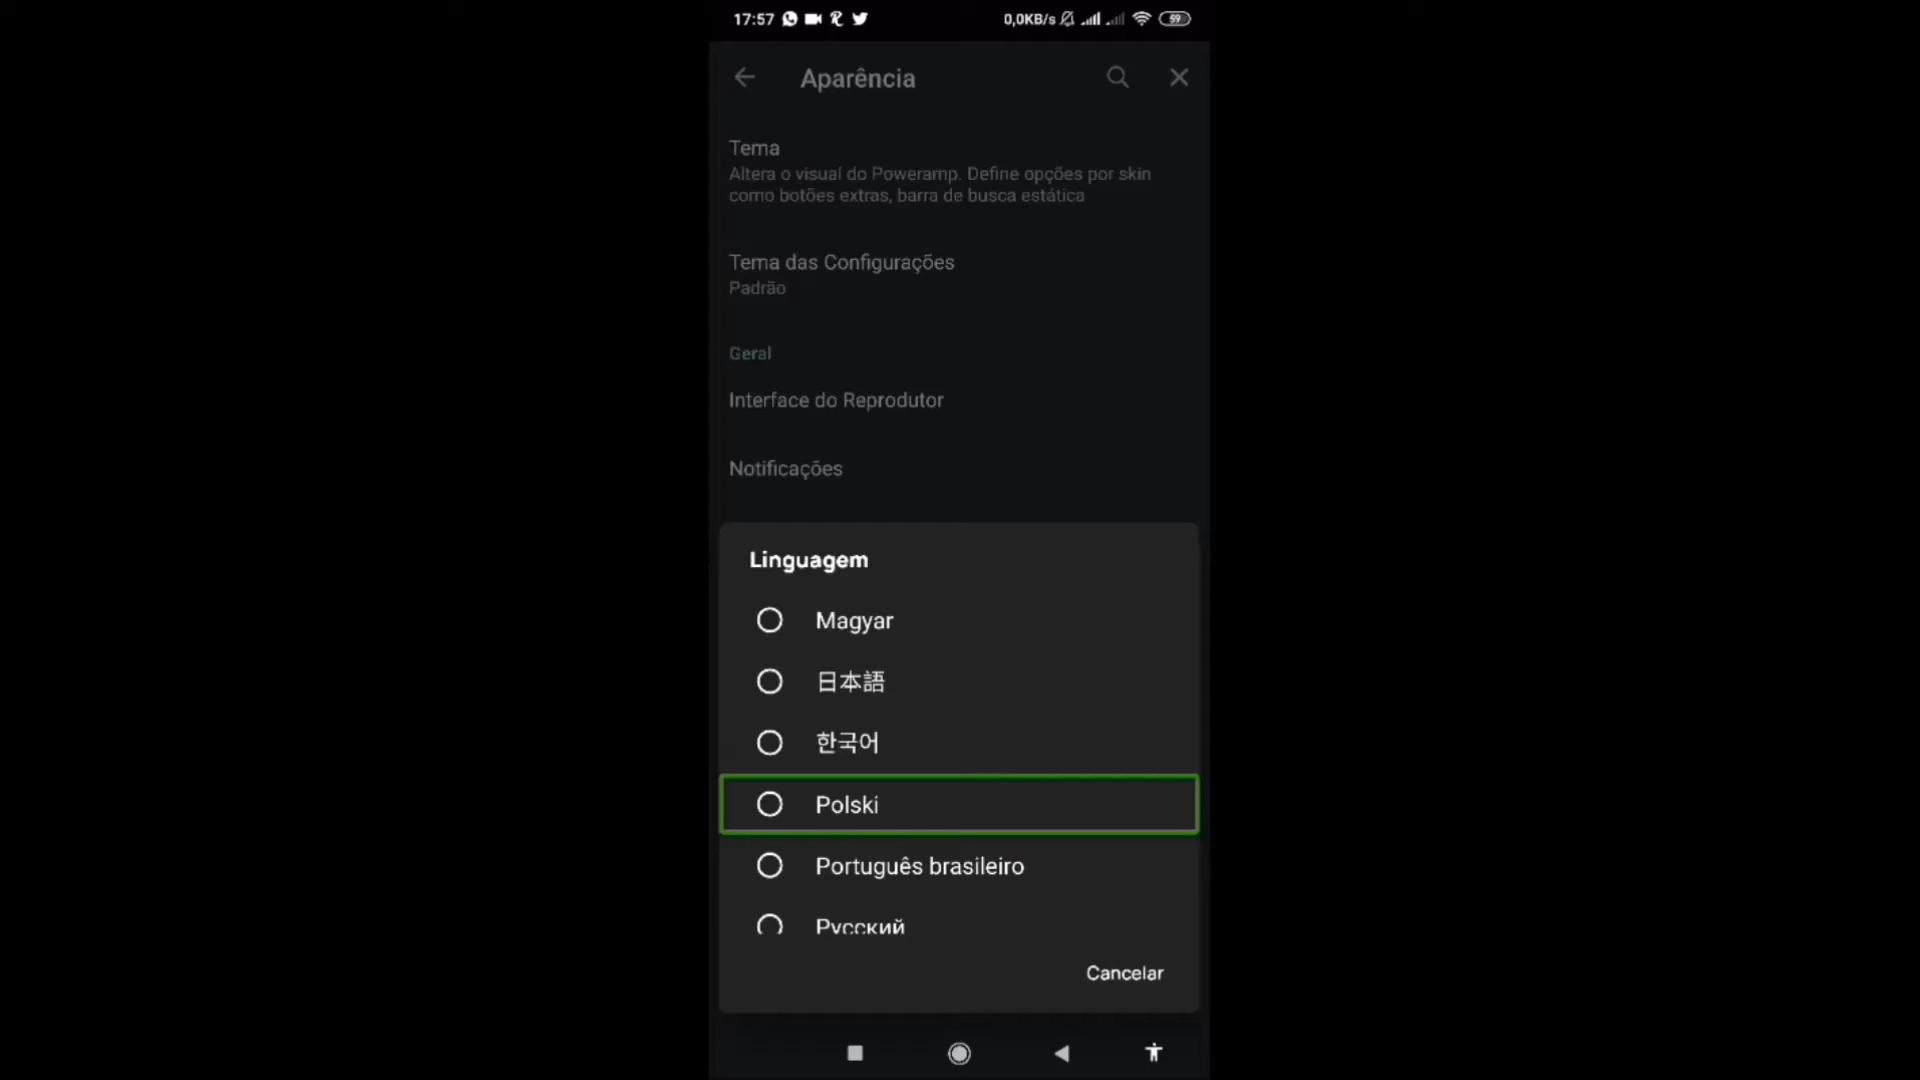 17:57
0,0KB/s
59
Aparência
Tema
Altera o visual do Poweramp. Define opções por skin
como botões extras, barra de busca estática
Tema das Configurações
Padrão
Geral
Interface do Reprodutor
Notificações
Linguagem
Magyar
日本語
한국어
Polski
Português brasileiro
Русский
Cancelar